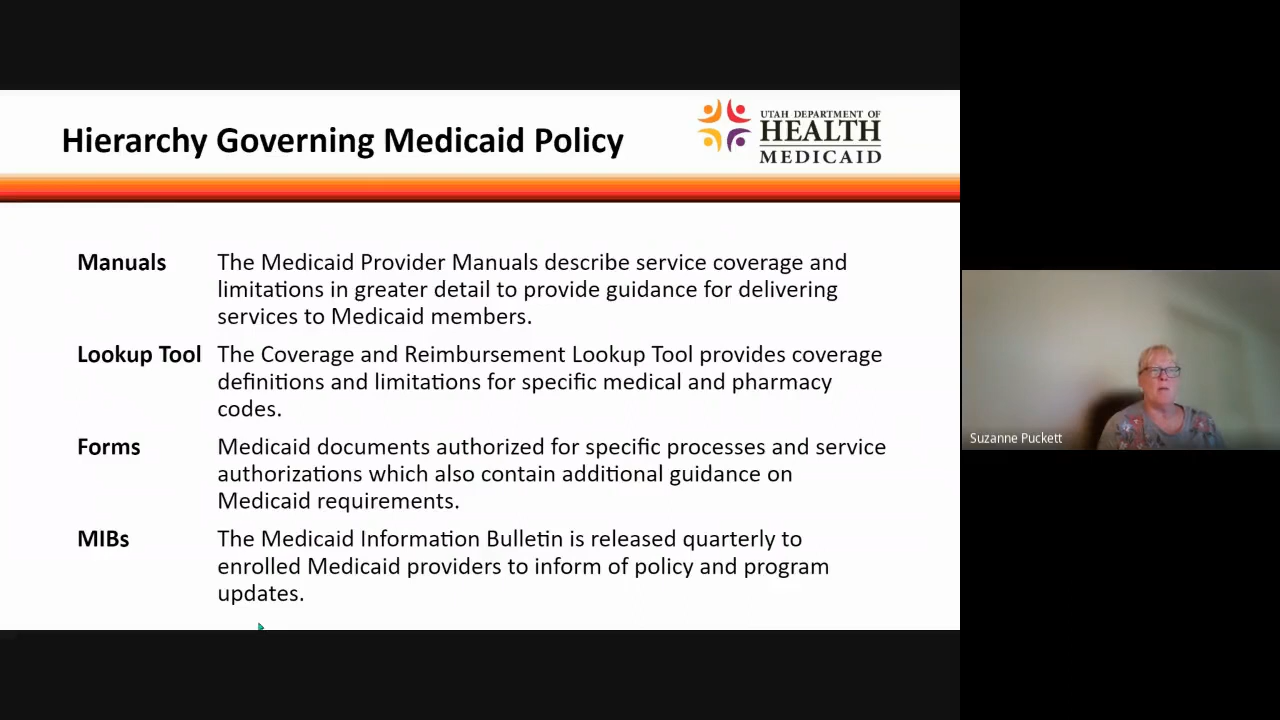 Hierarchy Governing Medicaid Policy
UTAH DEPARTMENT OF
HEALTH
MEDICAID
Manuals The Medicaid Provider Manuals describe service coverage and
limitations in greater detail to provide guidance for delivering
services to Medicaid members.
Lookup Tool The Coverage and Reimbursement Lookup Tool provides coverage
definitions and limitations for specific medical and pharmacy
codes.
Forms Medicaid documents authorized for specific processes and service
authorizations which also contain additional guidance on
Medicaid requirements.
MIBs The Medicaid Information Bulletin is released quarterly to
enrolled Medicaid providers to inform of policy and program
updates.
Suzanne Puckett